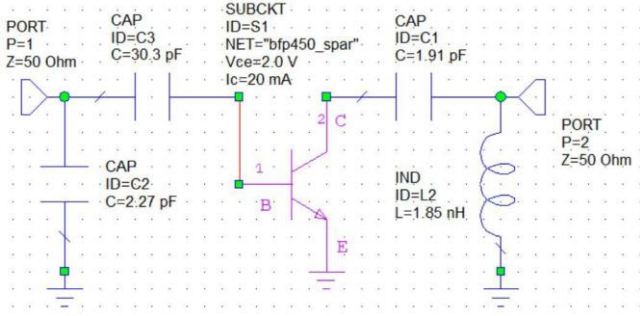 PORT
P=1
Z=50 Ohm
CAP
ID=C3
C=30.3 pF
SUBCKT
ID=S1
NET="bfp450_spar"
Vce=2.0 V
Ic=20 mA
CAP
ID=C1
C=1.91 pF
2 C
1
B
E
CAP
ID=C2
C=2.27 pF
IND
ID=L2
L=1.85 nH
PORT
P=2
Z=50 Ohm